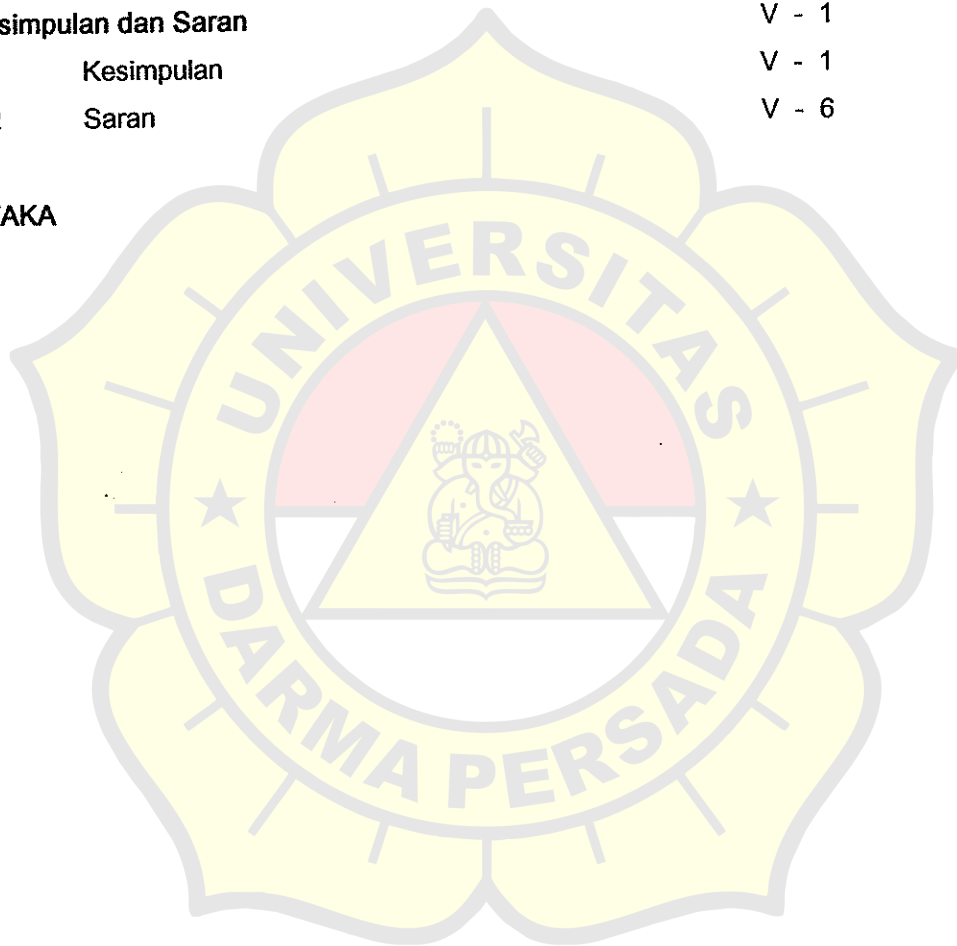 simpulan dan Saran V - 1
Kesimpulan V - 1
Saran V - 6
AKA
UNIVERSITAS
DARMA PERSADA